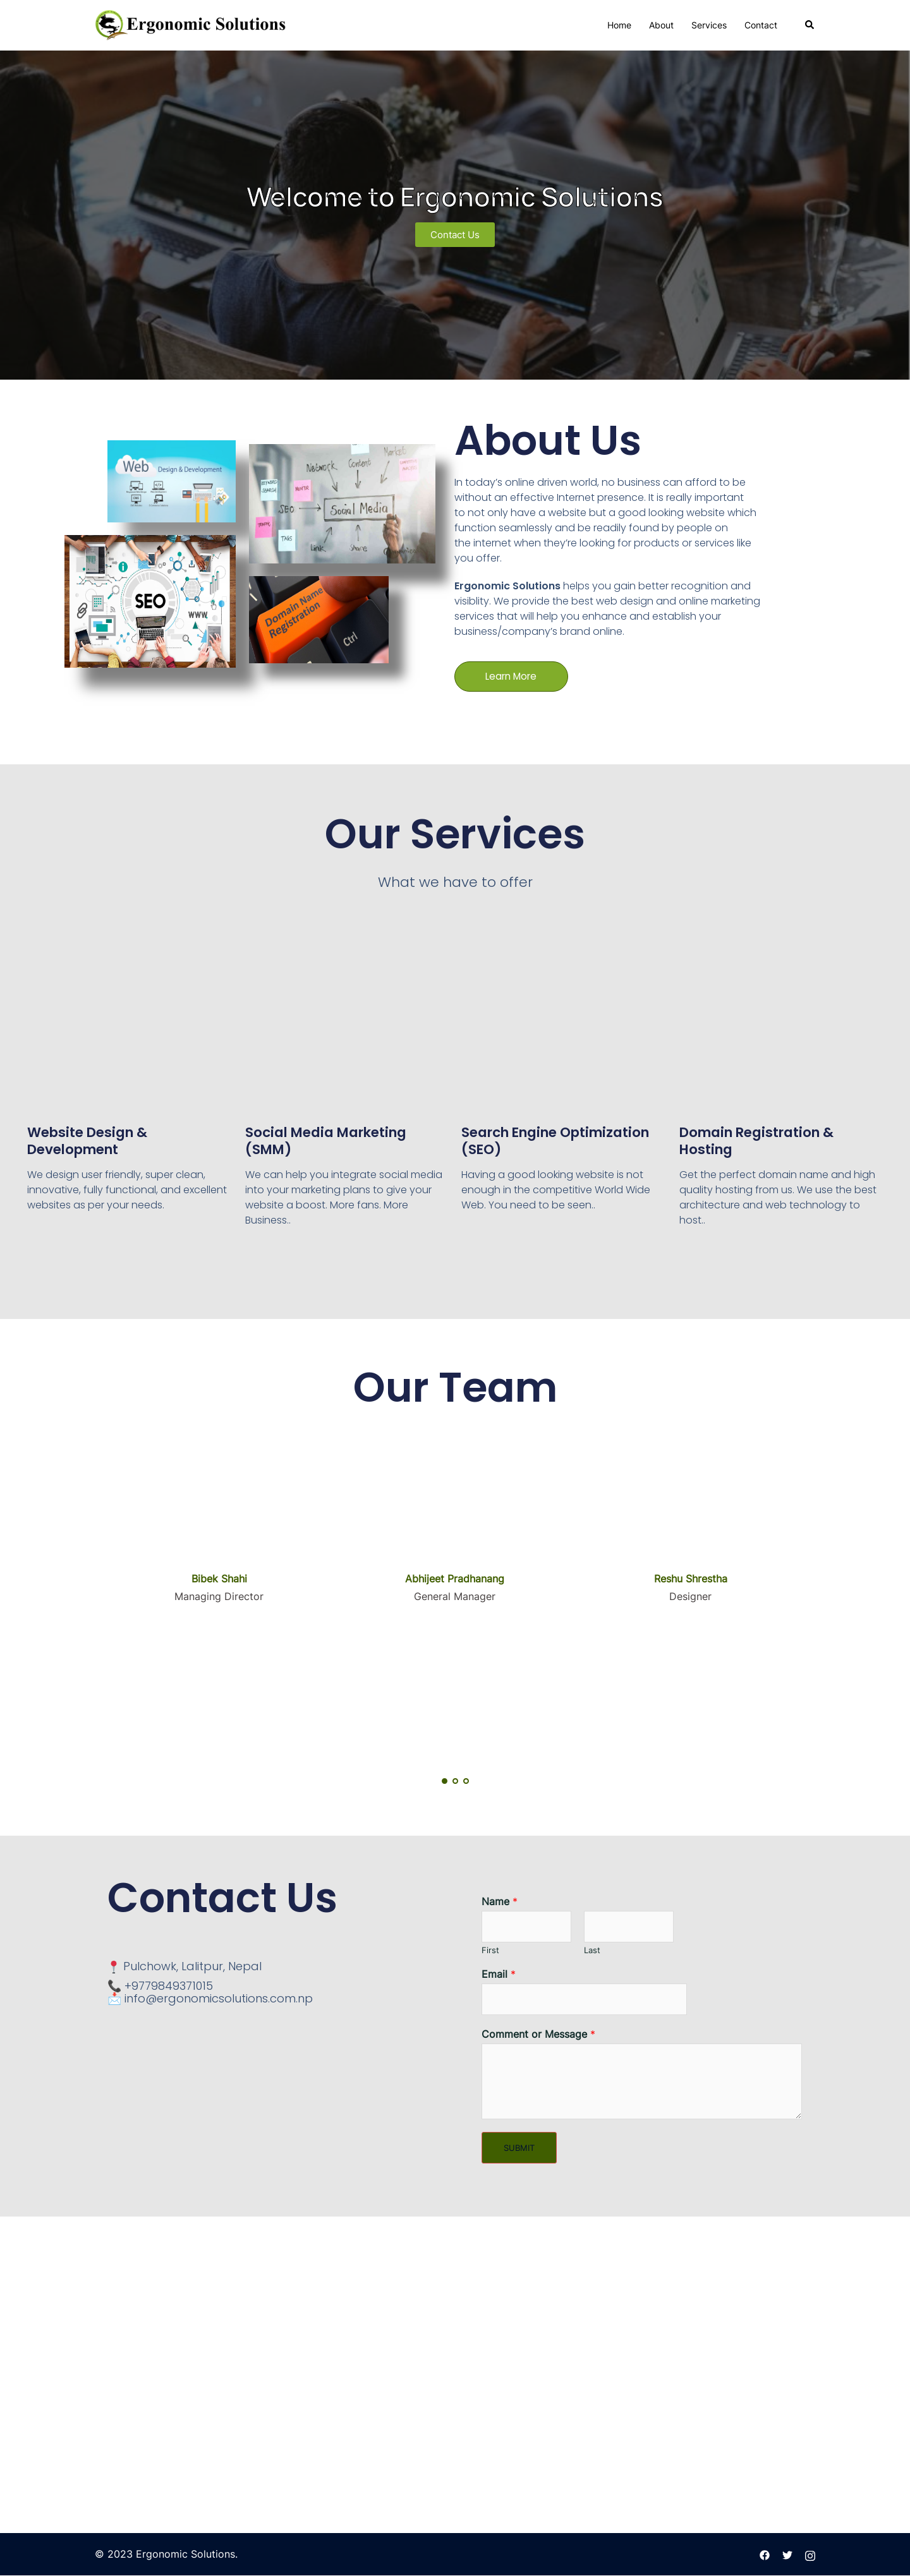 Ergonomic Solutions
Home About Services Contact
Welcome to Ergonomic Solutions
Contact Us
Web Design & Development
Network, Content
SEO
Social Media
TAGS
Link
Share
SEO
WWW.
Domain Name
Registration
Ctrl
About Us
In today's online driven world, no business can afford to be
without an effective Internet presence. It is really important
to not only have a website but a good looking website which
function seamlessly and be readily found by people on
the internet when they're looking for products or services like
you offer.
Ergonomic Solutions helps you gain better recognition and
visiblity. We provide the best web design and online marketing
services that will help you enhance and establish your
business/company's brand online.
Learn More
Our Services
What we have to offer
Website Design &
Development
We design user friendly, super clean,
innovative, fully functional, and excellent
websites as per your needs.
Social Media Marketing
(SMM)
We can help you integrate social media
into your marketing plans to give your
website a boost. More fans. More
Business..
Search Engine Optimization
(SEO)
Having a good looking website is not
enough in the competitive World Wide
Web. You need to be seen..
Domain Registration &
Hosting
Get the perfect domain name and high
quality hosting from us. We use the best
architecture and web technology to
host..
Our Team
Bibek Shahi
Managing Director
Abhijeet Pradhanang
General Manager
Reshu Shrestha
Designer
Contact Us
Pulchowk, Lalitpur, Nepal
+9779849371015
info@ergonomicsolutions.com.np
Name *
First Last
Email *
Comment or Message *
SUBMIT
© 2023 Ergonomic Solutions.